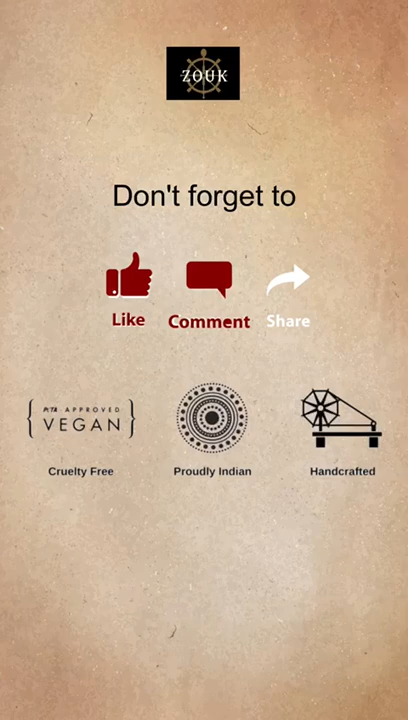 ZOUK
Don't forget to
Like Comment Share
PETA APPROVED
VEGAN
Cruelty Free Proudly Indian Handcrafted